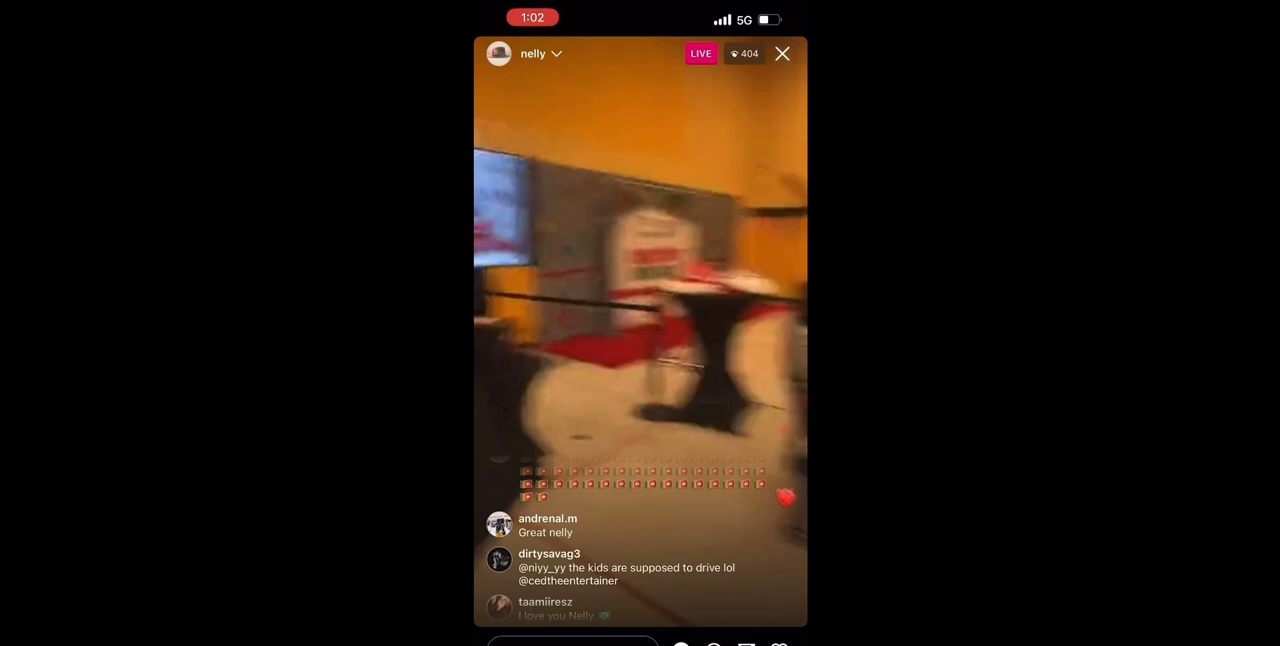 1:02
5G
nelly
LIVE
404
andrenal.m
Great nelly
dirtysavag3
@niyy_yy the kids are supposed to drive lol
@cedtheentertainer
taamiiresz
I love you Nelly 🇧🇷